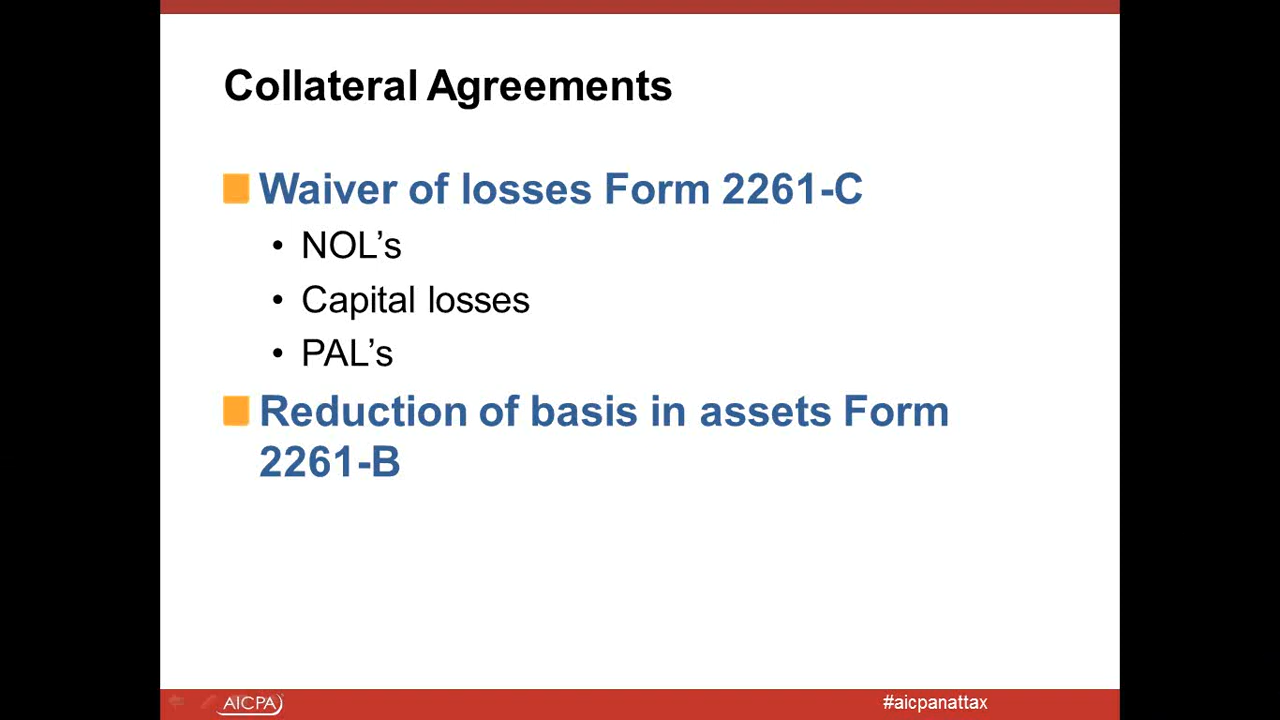 Collateral Agreements
Waiver of losses Form 2261-C
• NOL’s
• Capital losses
• PAL’s
Reduction of basis in assets Form
2261-B
AICPA
#aicpanattax